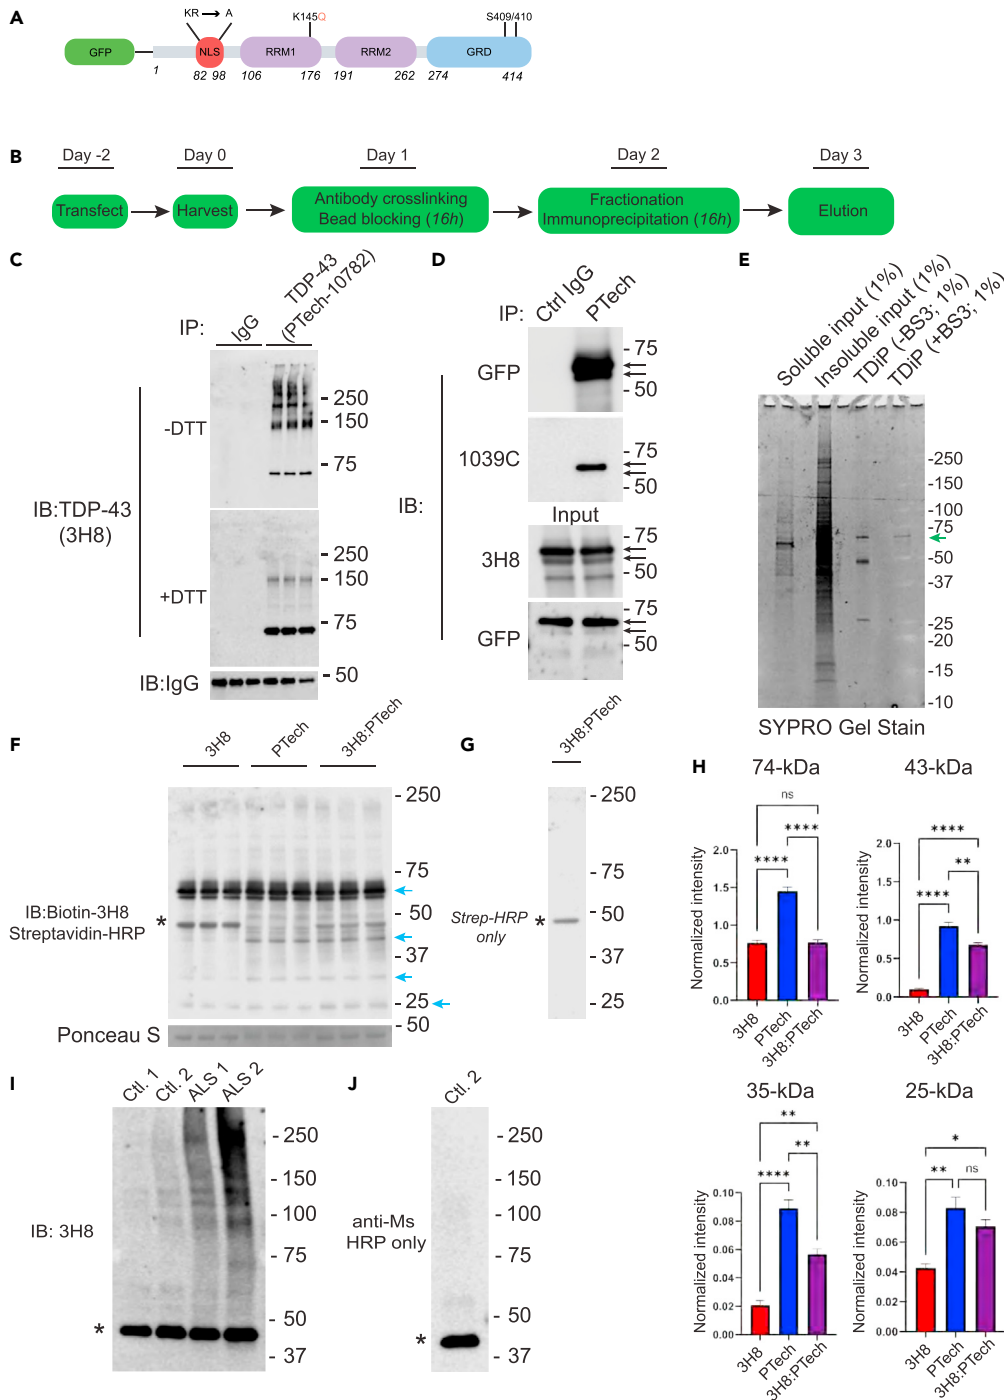 A
KR → A
K145Q
S409/410
GFP
NLS
RRM1
RRM2
GRD
1
82 98
106
176
191
262
274
414
B
Day -2
Day 0
Day 1
Day 2
Day 3
Transfect
Harvest
Antibody crosslinking
Bead blocking (16h)
Fractionation
Immunoprecipitation (16h)
Elution
C
IP:
IgG
TDP-43
(PTech-10782)
-DTT
- 250
- 150
- 75
IB:TDP-43
(3H8)
+DTT
- 250
- 150
- 75
IB:IgG
- 50
D
IP:
Ctrl IgG
PTech
GFP
- 75
- 50
1039C
- 75
- 50
IB:
Input
3H8
- 75
- 50
GFP
- 75
- 50
E
Soluble input (1%)
Insoluble input (1%)
TDiP (-BS3; 1%)
TDiP (+BS3; 1%)
-250
-150
-100
-75
-50
-37
-25
-20
-15
-10
SYPRO Gel Stain
F
3H8
PTech
3H8:PTech
- 250
- 75
- 50
- 37
- 25
- 50
IB:Biotin-3H8
Streptavidin-HRP
*
Ponceau S
G
3H8:PTech
Strep-HRP
only
*
- 250
- 75
- 50
- 37
- 25
H
74-kDa
ns
****
****
Normalized intensity
2.0
1.5
1.0
0.5
0.0
3H8
PTech
3H8:PTech
43-kDa
****
**
****
Normalized intensity
2.0
1.5
1.0
0.5
0.0
3H8
PTech
3H8:PTech
35-kDa
**
**
****
Normalized intensity
0.10
0.08
0.06
0.04
0.02
0.00
3H8
PTech
3H8:PTech
25-kDa
*
**
ns
Normalized intensity
0.10
0.08
0.06
0.04
0.02
0.00
3H8
PTech
3H8:PTech
I
Ctl. 1
Ctl. 2
ALS 1
ALS 2
IB: 3H8
*
- 250
- 150
- 100
- 75
- 50
- 37
J
Ctl. 2
anti-Ms
HRP only
*
- 250
- 150
- 100
- 75
- 50
- 37